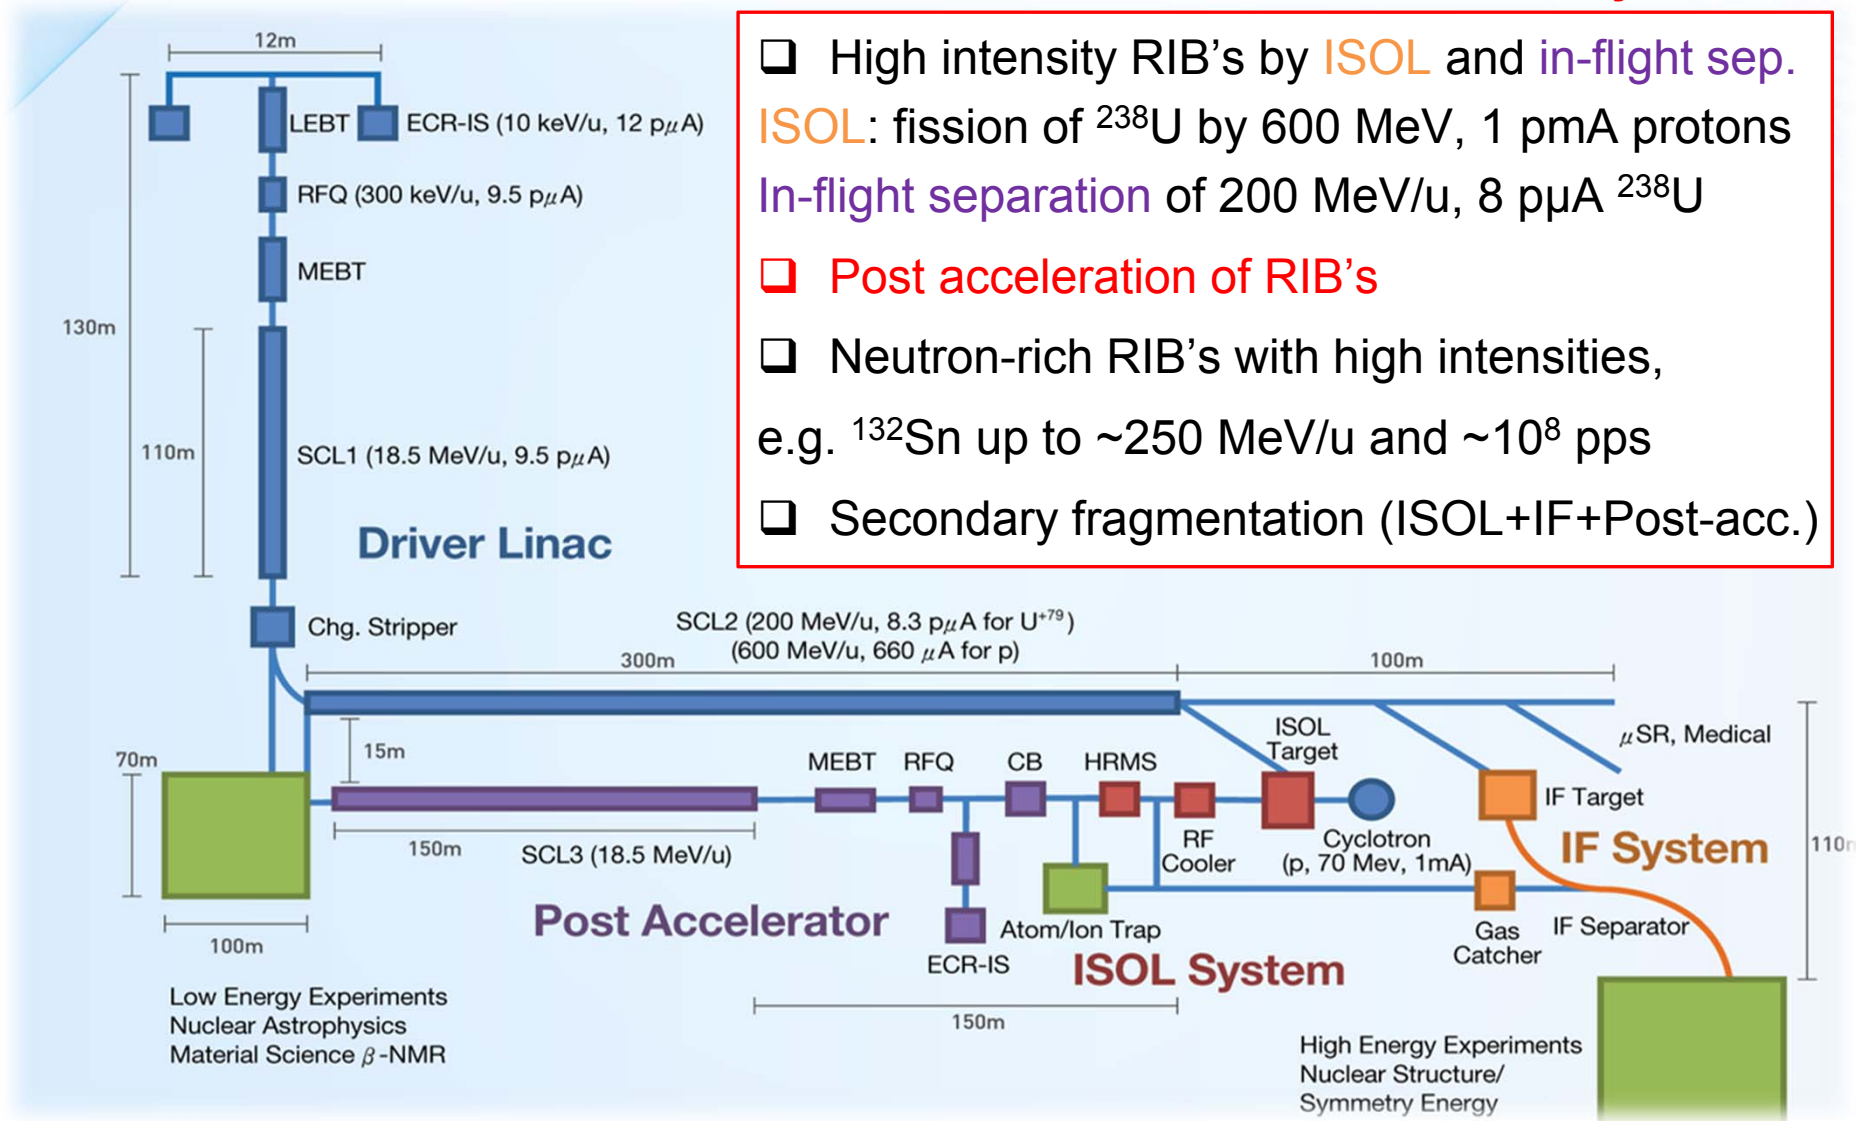 ❑ High intensity RIB's by ISOL and in-flight sep.
ISOL: fission of ²³⁸U by 600 MeV, 1 pmA protons
In-flight separation of 200 MeV/u, 8 pμA ²³⁸U
❑ Post acceleration of RIB's
❑ Neutron-rich RIB's with high intensities,
e.g. ¹³²Sn up to ~250 MeV/u and ~10⁸ pps
❑ Secondary fragmentation (ISOL+IF+Post-acc.)
12m
LEBT
ECR-IS (10 keV/u, 12 pμA)
RFQ (300 keV/u, 9.5 pμA)
MEBT
130m
110m
SCL1 (18.5 MeV/u, 9.5 pμA)
Driver Linac
Chg. Stripper
SCL2 (200 MeV/u, 8.3 pμA for U⁺⁷⁹)
(600 MeV/u, 660 μA for p)
300m
100m
70m
15m
MEBT
RFQ
CB
HRMS
ISOL
Target
μSR, Medical
IF Target
150m
SCL3 (18.5 MeV/u)
RF
Cooler
Cyclotron
(p, 70 Mev, 1mA)
IF System
110m
Post Accelerator
Atom/Ion Trap
Gas
Catcher
IF Separator
100m
ECR-IS
ISOL System
150m
Low Energy Experiments
Nuclear Astrophysics
Material Science β-NMR
High Energy Experiments
Nuclear Structure/
Symmetry Energy